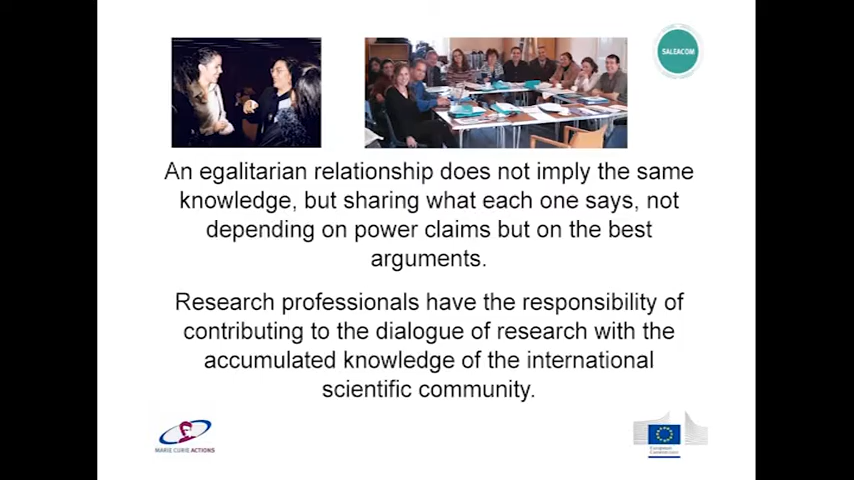 SALEACOM
An egalitarian relationship does not imply the same
knowledge, but sharing what each one says, not
depending on power claims but on the best
arguments.
Research professionals have the responsibility of
contributing to the dialogue of research with the
accumulated knowledge of the international
scientific community.
MARIE CURIE ACTIONS
European
Commission